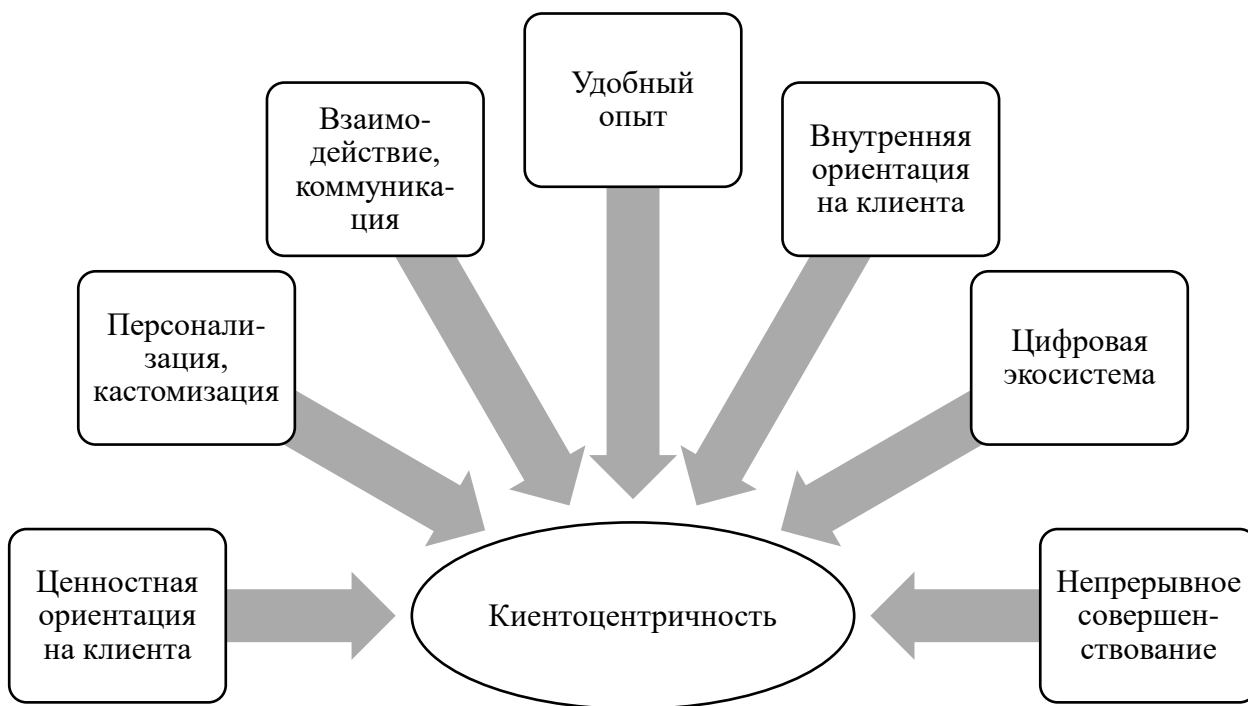 Удобный
опыт
Взаимо-
действие,
коммуника-
ция
Внутренняя
ориентация
на клиента
Персонали-
зация,
кастомизация
Цифровая
экосистема
Ценностная
ориентация
на клиента
Киентоцентричность
Непрерывное
совершен-
ствование